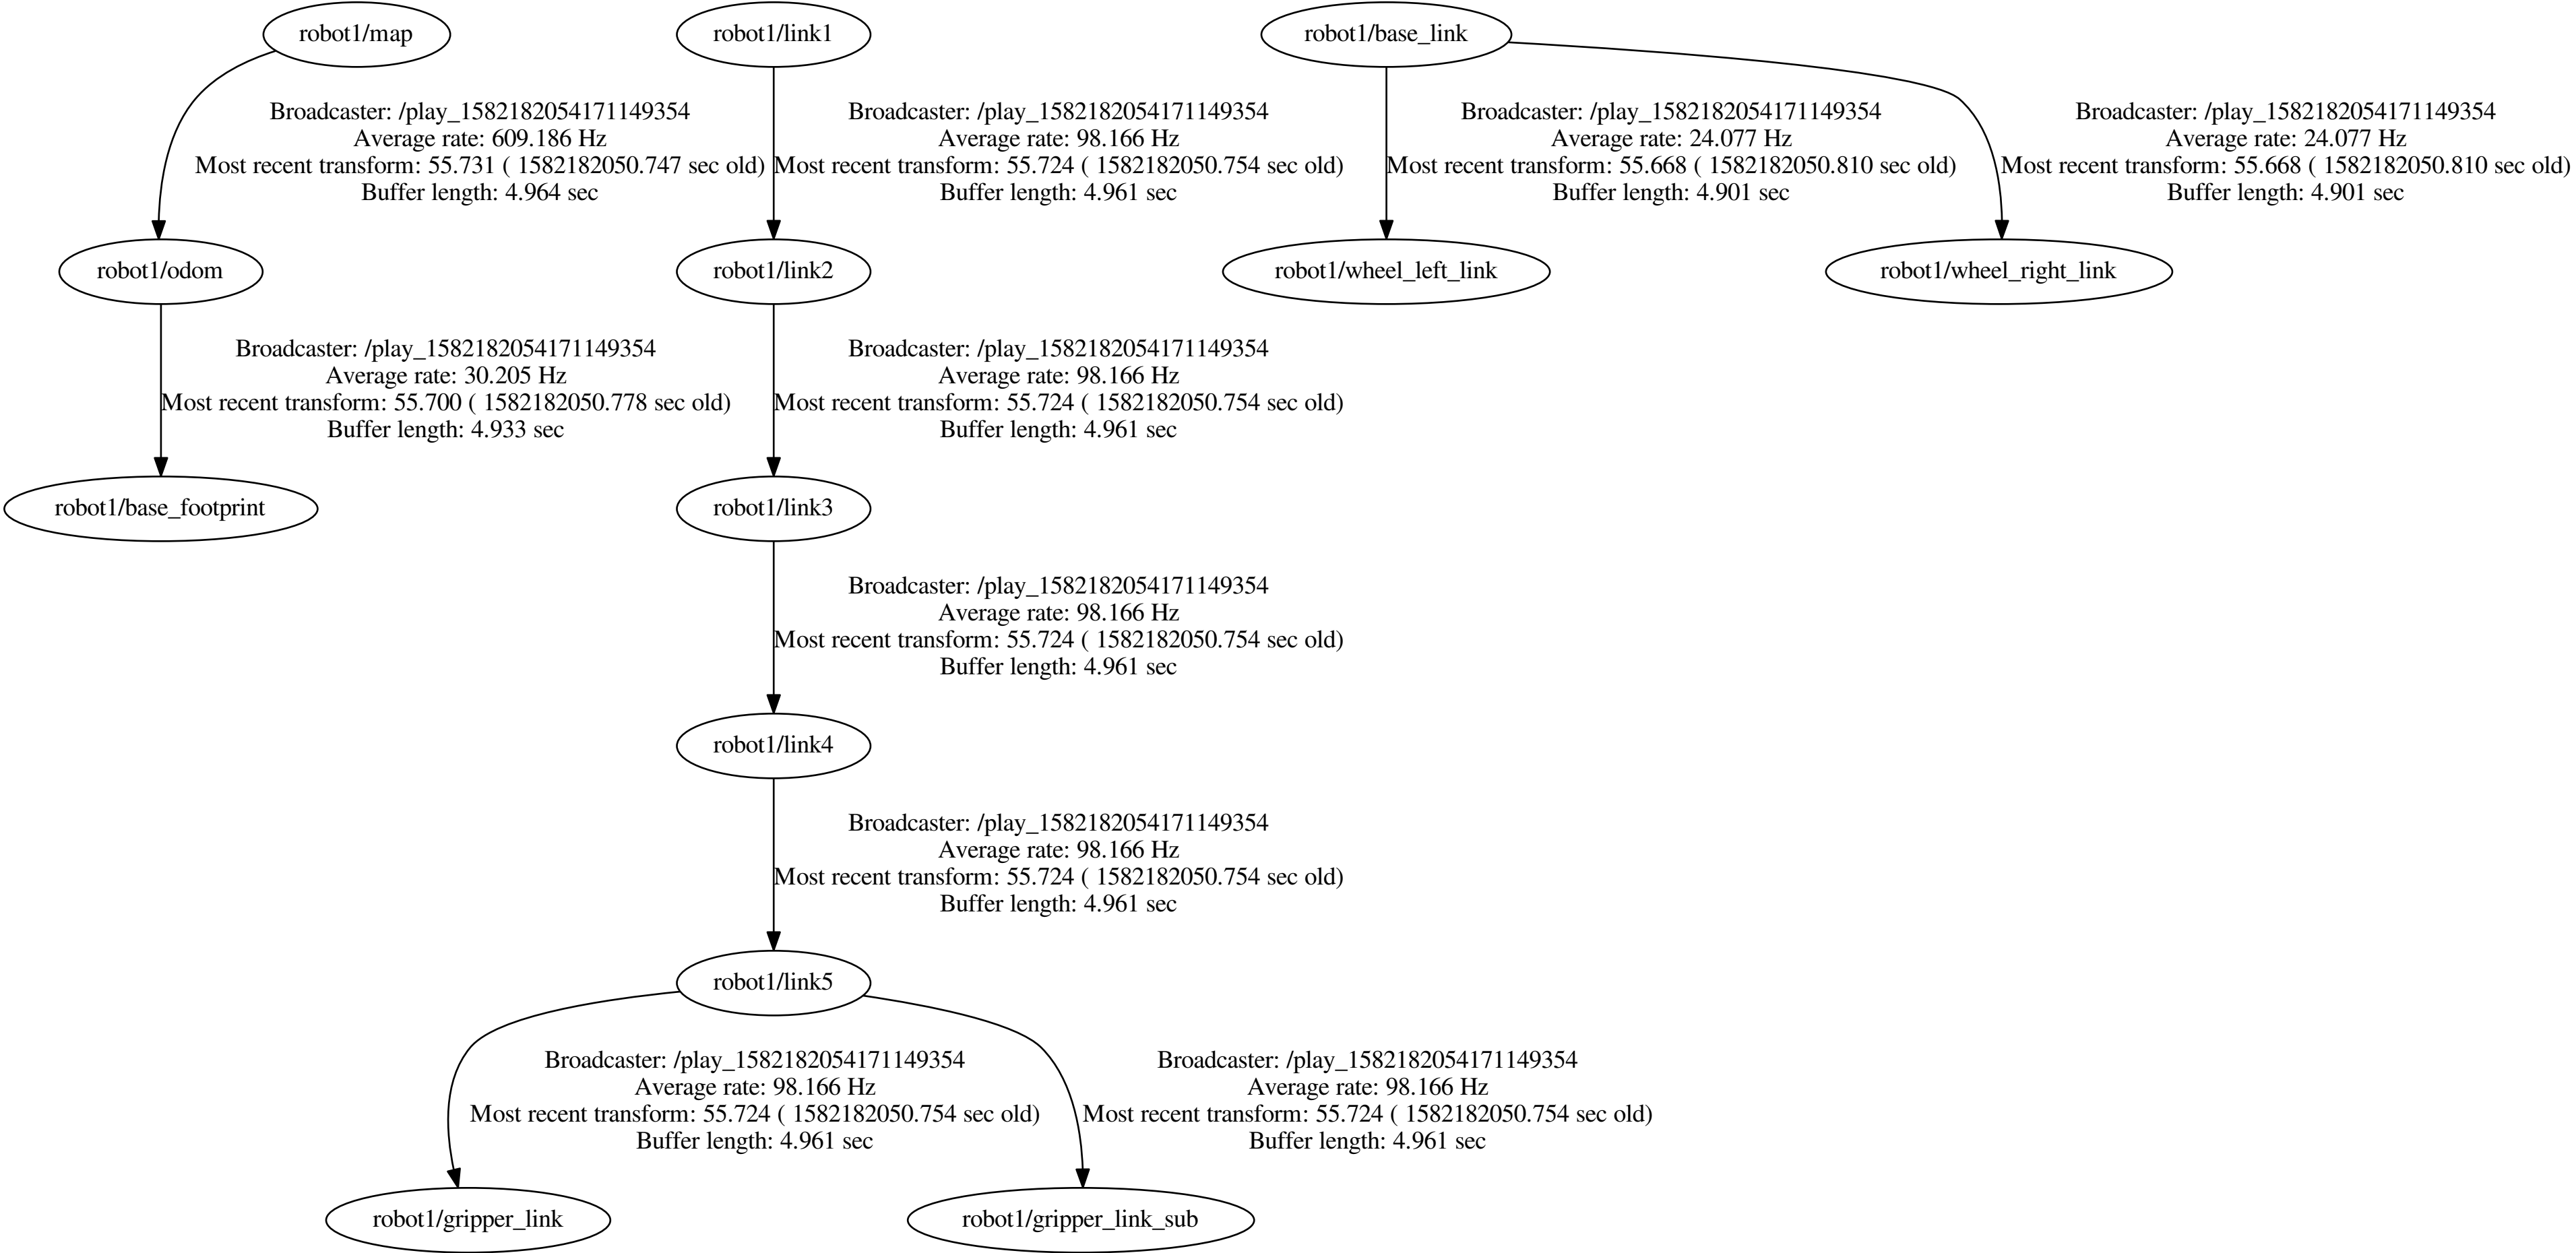 robot1/map
robot1/link1
robot1/base_link
Broadcaster: /play_1582182054171149354
Average rate: 609.186 Hz
Most recent transform: 55.731 ( 1582182050.747 sec old)
Buffer length: 4.964 sec
Broadcaster: /play_1582182054171149354
Average rate: 98.166 Hz
Most recent transform: 55.724 ( 1582182050.754 sec old)
Buffer length: 4.961 sec
Broadcaster: /play_1582182054171149354
Average rate: 24.077 Hz
Most recent transform: 55.668 ( 1582182050.810 sec old)
Buffer length: 4.901 sec
Broadcaster: /play_1582182054171149354
Average rate: 24.077 Hz
Most recent transform: 55.668 ( 1582182050.810 sec old)
Buffer length: 4.901 sec
robot1/odom
robot1/link2
robot1/wheel_left_link
robot1/wheel_right_link
Broadcaster: /play_1582182054171149354
Average rate: 30.205 Hz
Most recent transform: 55.700 ( 1582182050.778 sec old)
Buffer length: 4.933 sec
Broadcaster: /play_1582182054171149354
Average rate: 98.166 Hz
Most recent transform: 55.724 ( 1582182050.754 sec old)
Buffer length: 4.961 sec
robot1/base_footprint
robot1/link3
Broadcaster: /play_1582182054171149354
Average rate: 98.166 Hz
Most recent transform: 55.724 ( 1582182050.754 sec old)
Buffer length: 4.961 sec
robot1/link4
Broadcaster: /play_1582182054171149354
Average rate: 98.166 Hz
Most recent transform: 55.724 ( 1582182050.754 sec old)
Buffer length: 4.961 sec
robot1/link5
Broadcaster: /play_1582182054171149354
Average rate: 98.166 Hz
Most recent transform: 55.724 ( 1582182050.754 sec old)
Buffer length: 4.961 sec
Broadcaster: /play_1582182054171149354
Average rate: 98.166 Hz
Most recent transform: 55.724 ( 1582182050.754 sec old)
Buffer length: 4.961 sec
robot1/gripper_link
robot1/gripper_link_sub